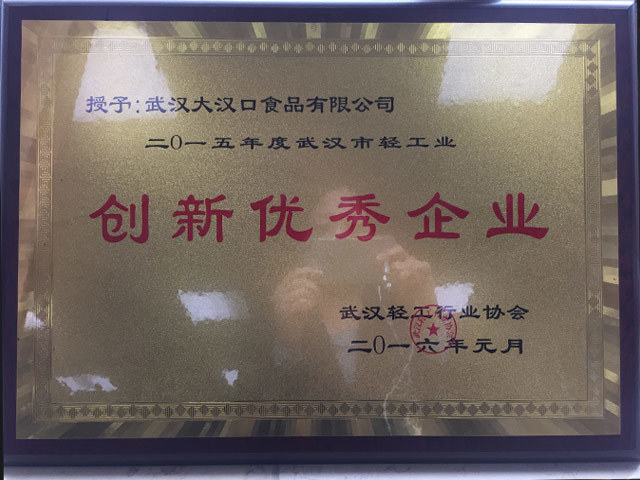 授予:武汉大汉口食品有限公司
二〇一五年度武汉市轻工业
创新优秀企业
武汉轻工行业协会
二〇一六年元月